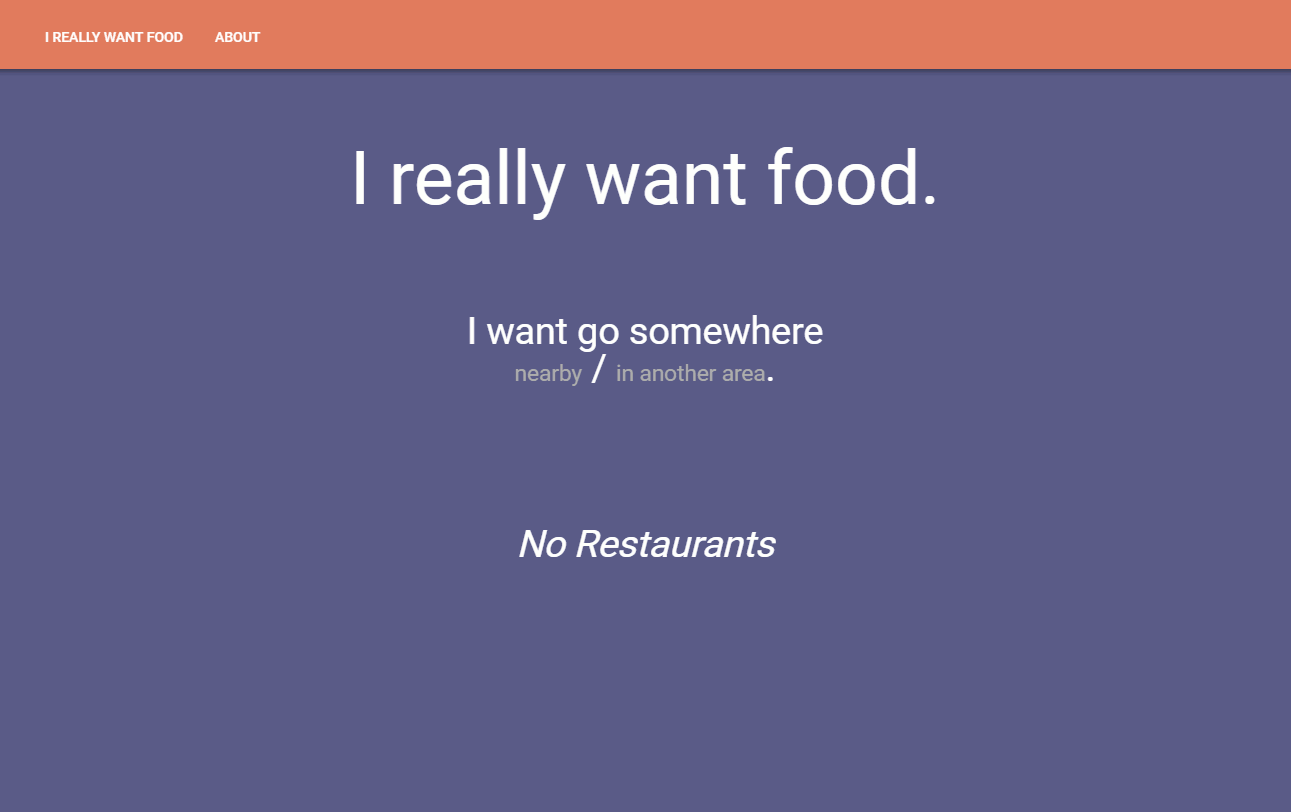 I REALLY WANT FOOD ABOUT
I really want food.
I want go somewhere
nearby / in another area.
No Restaurants